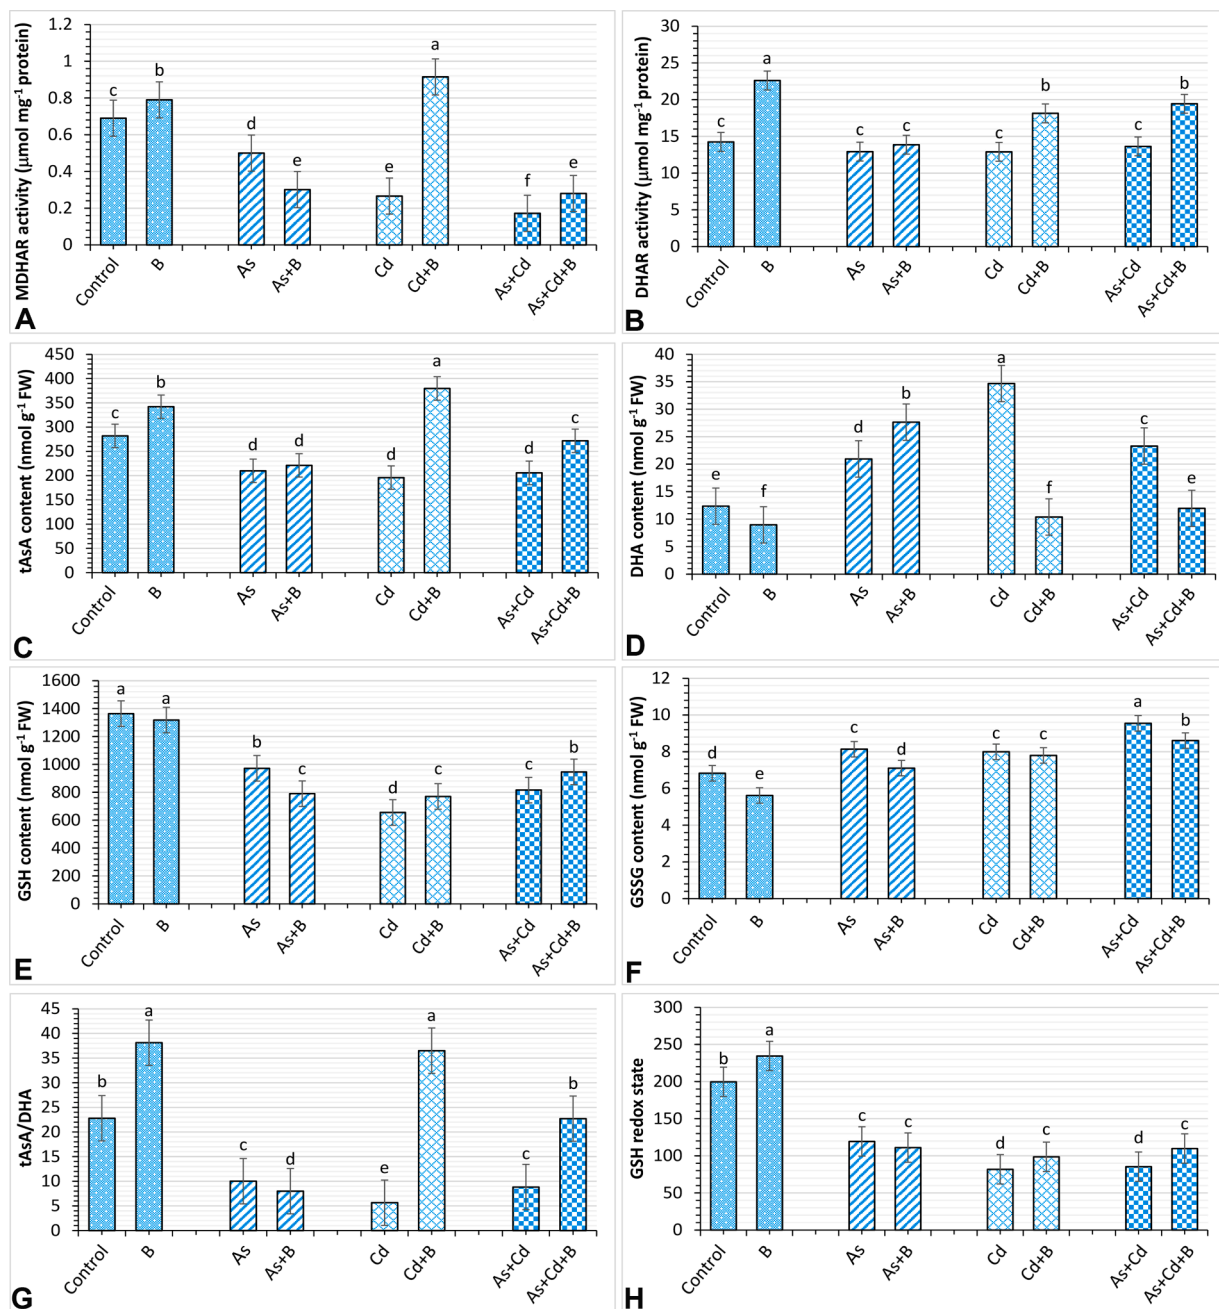 MDHAR activity (µmol mg-1 protein)
1.2
1
0.8
0.6
0.4
0.2
0
c
b
d
e
e
a
f
e
Control
B
As
As+B
Cd
Cd+B
As+Cd
As+Cd+B
A
DHAR activity (µmol mg-1 protein)
30
25
20
15
10
5
0
c
a
c
c
c
b
c
b
Control
B
As
As+B
Cd
Cd+B
As+Cd
As+Cd+B
B
tAsA content (nmol g-1 FW)
450
400
350
300
250
200
150
100
50
0
c
b
d
d
d
a
d
c
Control
B
As
As+B
Cd
Cd+B
As+Cd
As+Cd+B
C
DHA content (nmol g-1 FW)
40
35
30
25
20
15
10
5
0
e
f
d
b
a
f
c
e
Control
B
As
As+B
Cd
Cd+B
As+Cd
As+Cd+B
D
GSH content (nmol g-1 FW)
1600
1400
1200
1000
800
600
400
200
0
a
a
b
c
d
c
c
b
Control
B
As
As+B
Cd
Cd+B
As+Cd
As+Cd+B
E
GSSG content (nmol g-1 FW)
12
10
8
6
4
2
0
d
e
c
d
c
c
a
b
Control
B
As
As+B
Cd
Cd+B
As+Cd
As+Cd+B
F
tAsA/DHA
45
40
35
30
25
20
15
10
5
0
b
a
c
d
e
a
c
b
Control
B
As
As+B
Cd
Cd+B
As+Cd
As+Cd+B
G
GSH redox state
300
250
200
150
100
50
0
b
a
c
c
d
c
d
c
Control
B
As
As+B
Cd
Cd+B
As+Cd
As+Cd+B
H